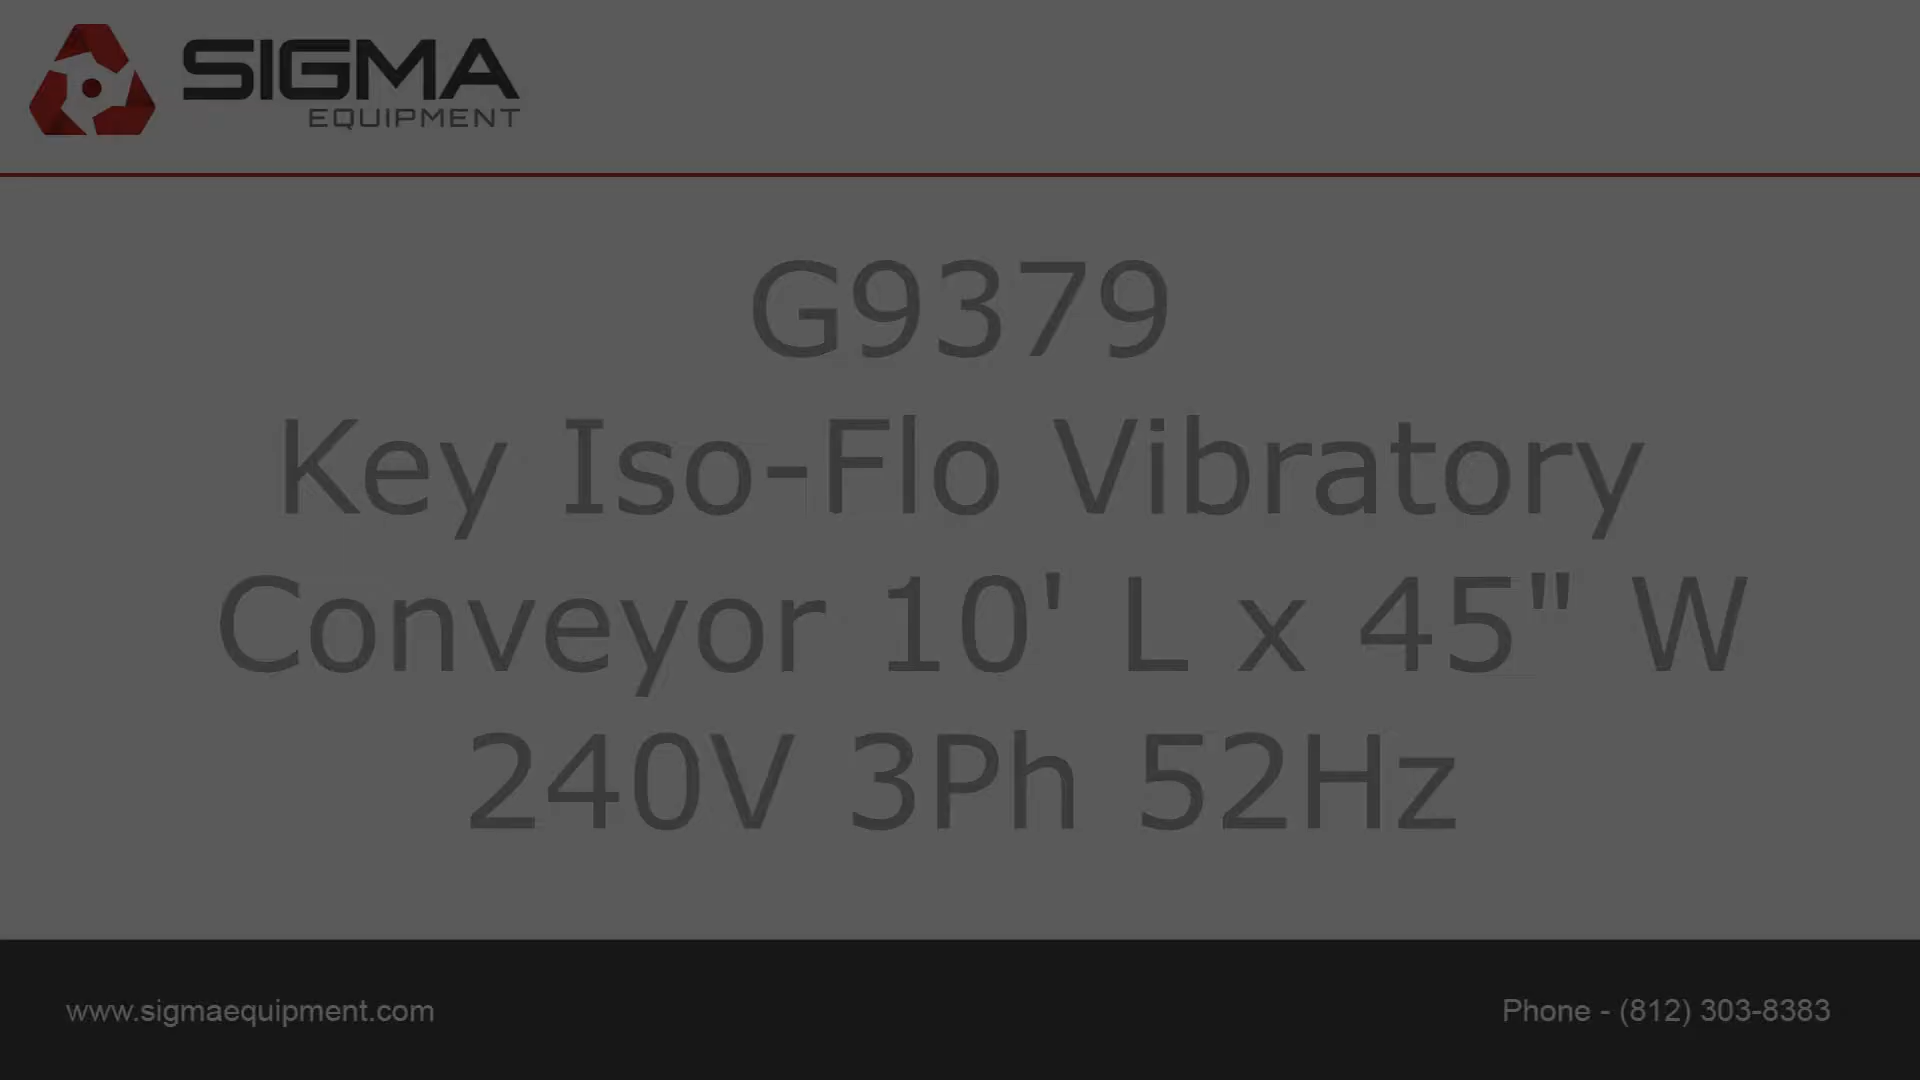 SIGMA
EQUIPMENT
G9379
Key Iso-Flo Vibratory
Conveyor 10' L x 45" W
240V 3Ph 52Hz
www.sigmaequipment.com
Phone - (812) 303-8383